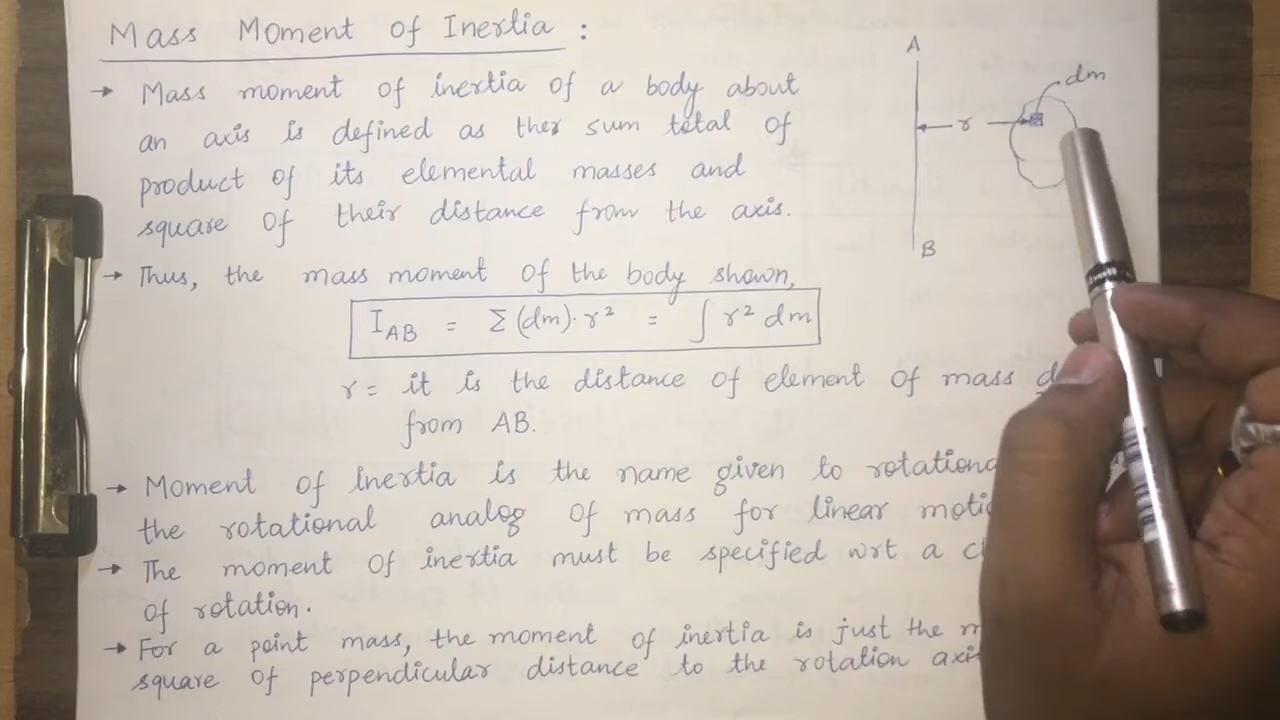 Mass Moment of Inertia :
→ Mass moment of inertia of a body about
an axis is defined as ther sum total of
product of its elemental masses and
square of their distance from the axis.
→ Thus, the mass moment of the body shown,
I_AB = Σ (dm)· r² = ∫ r² dm
r = it is the distance of element of mass
from AB.
→ Moment of inertia is the name given to
the rotational analog of mass for linear
→ The moment of inertia must be specified wrt a
of rotation.
→ For a point mass, the moment of inertia is just the
square of perpendicular distance to the rotation
A
dm
r
B